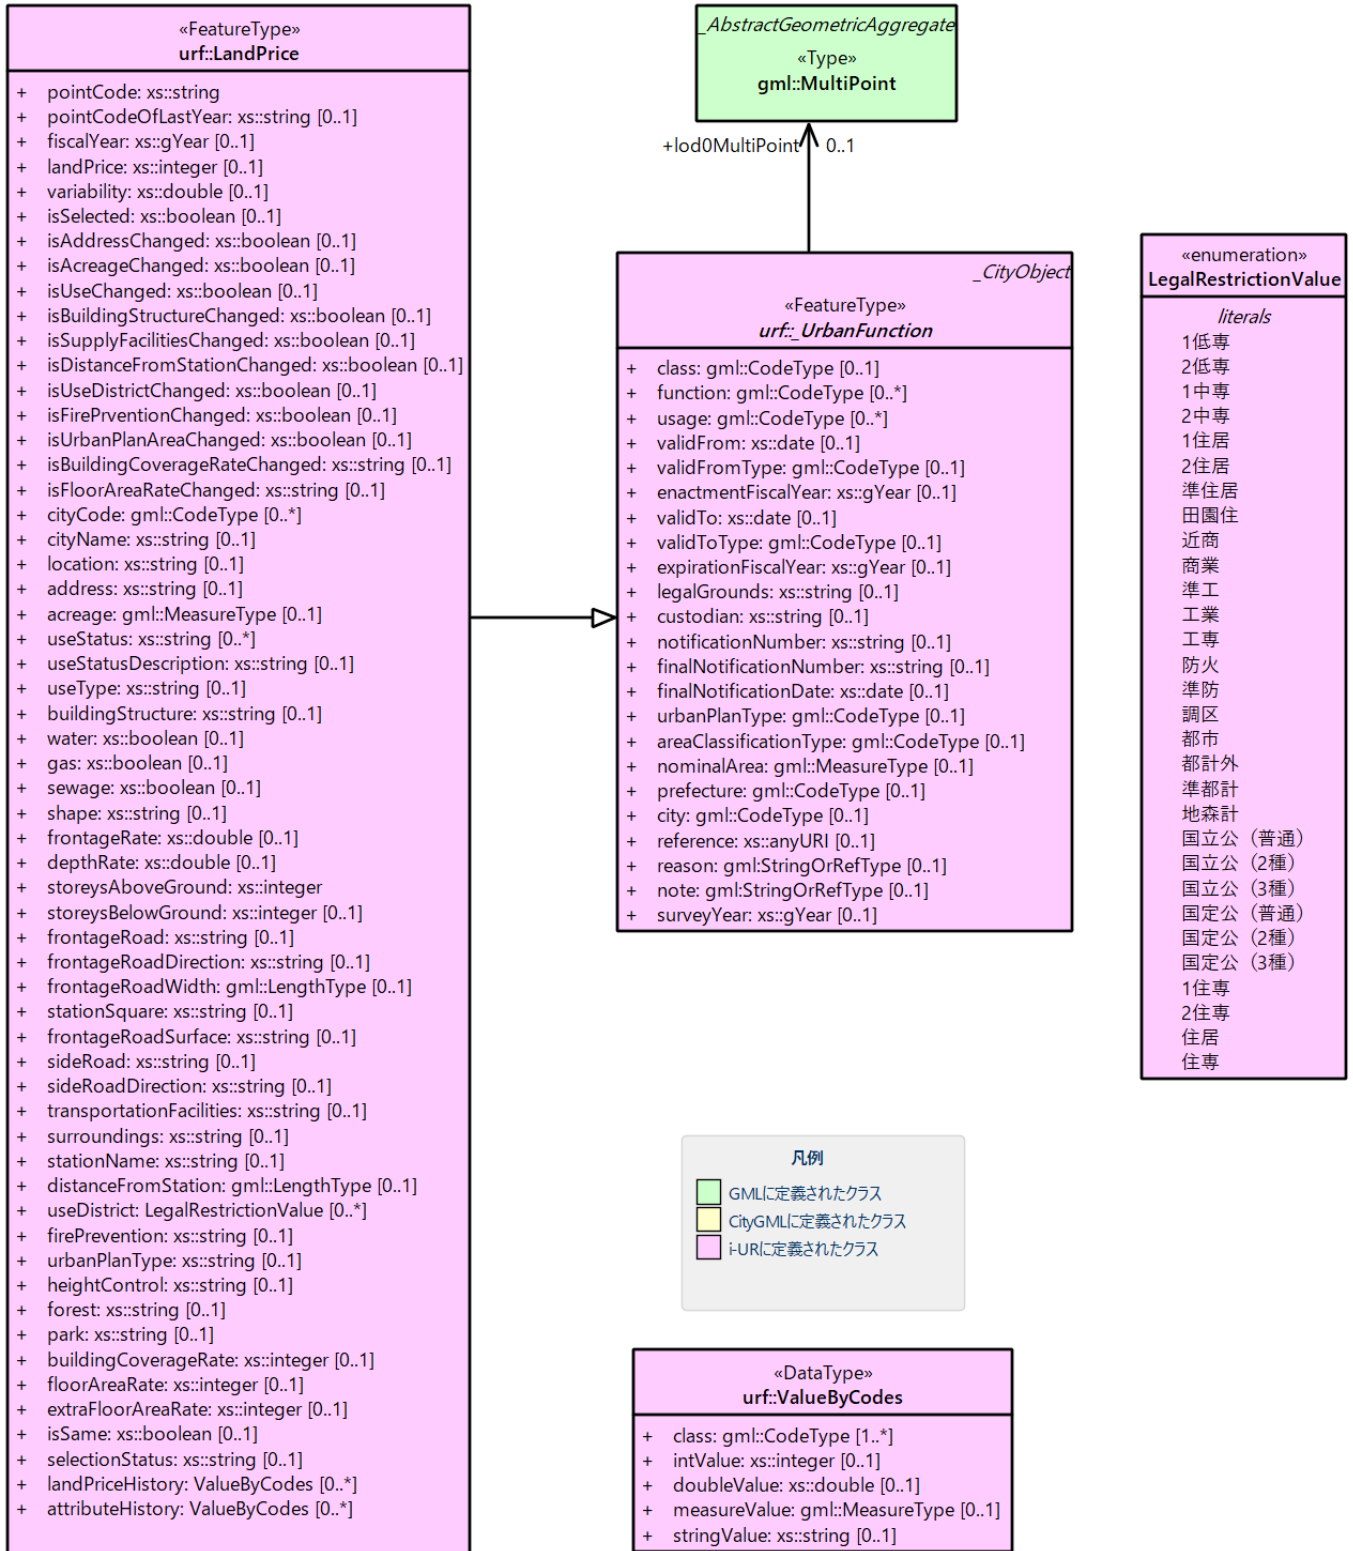 «FeatureType»
urf::LandPrice
+ pointCode: xs::string
+ pointCodeOfLastYear: xs::string [0..1]
+ fiscalYear: xs::gYear [0..1]
+ landPrice: xs::integer [0..1]
+ variability: xs::double [0..1]
+ isSelected: xs::boolean [0..1]
+ isAddressChanged: xs::boolean [0..1]
+ isAcreageChanged: xs::boolean [0..1]
+ isUseChanged: xs::boolean [0..1]
+ isBuildingStructureChanged: xs::boolean [0..1]
+ isSupplyFacilitiesChanged: xs::boolean [0..1]
+ isDistanceFromStationChanged: xs::boolean [0..1]
+ isUseDistrictChanged: xs::boolean [0..1]
+ isFirePrventionChanged: xs::boolean [0..1]
+ isUrbanPlanAreaChanged: xs::boolean [0..1]
+ isBuildingCoverageRateChanged: xs::string [0..1]
+ isFloorAreaRateChanged: xs::string [0..1]
+ cityCode: gml::CodeType [0..*]
+ cityName: xs::string [0..1]
+ location: xs::string [0..1]
+ address: xs::string [0..1]
+ acreage: gml::MeasureType [0..1]
+ useStatus: xs::string [0..*]
+ useStatusDescription: xs::string [0..1]
+ useType: xs::string [0..1]
+ buildingStructure: xs::string [0..1]
+ water: xs::boolean [0..1]
+ gas: xs::boolean [0..1]
+ sewage: xs::boolean [0..1]
+ shape: xs::string [0..1]
+ frontageRate: xs::double [0..1]
+ depthRate: xs::double [0..1]
+ storeysAboveGround: xs::integer
+ storeysBelowGround: xs::integer [0..1]
+ frontageRoad: xs::string [0..1]
+ frontageRoadDirection: xs::string [0..1]
+ frontageRoadWidth: gml::LengthType [0..1]
+ stationSquare: xs::string [0..1]
+ frontageRoadSurface: xs::string [0..1]
+ sideRoad: xs::string [0..1]
+ sideRoadDirection: xs::string [0..1]
+ transportationFacilities: xs::string [0..1]
+ surroundings: xs::string [0..1]
+ stationName: xs::string [0..1]
+ distanceFromStation: gml::LengthType [0..1]
+ useDistrict: LegalRestrictionValue [0..*]
+ firePrevention: xs::string [0..1]
+ urbanPlanType: xs::string [0..1]
+ heightControl: xs::string [0..1]
+ forest: xs::string [0..1]
+ park: xs::string [0..1]
+ buildingCoverageRate: xs::integer [0..1]
+ floorAreaRate: xs::integer [0..1]
+ extraFloorAreaRate: xs::integer [0..1]
+ isSame: xs::boolean [0..1]
+ selectionStatus: xs::string [0..1]
+ landPriceHistory: ValueByCodes [0..*]
+ attributeHistory: ValueByCodes [0..*]
_AbstractGeometricAggregate
«Type»
gml::MultiPoint
+lod0MultiPoint 0..1
_CityObject
«FeatureType»
urf::_UrbanFunction
+ class: gml::CodeType [0..1]
+ function: gml::CodeType [0..*]
+ usage: gml::CodeType [0..*]
+ validFrom: xs::date [0..1]
+ validFromType: gml::CodeType [0..1]
+ enactmentFiscalYear: xs::gYear [0..1]
+ validTo: xs::date [0..1]
+ validToType: gml::CodeType [0..1]
+ expirationFiscalYear: xs::gYear [0..1]
+ legalGrounds: xs::string [0..1]
+ custodian: xs::string [0..1]
+ notificationNumber: xs::string [0..1]
+ finalNotificationNumber: xs::string [0..1]
+ finalNotificationDate: xs::date [0..1]
+ urbanPlanType: gml::CodeType [0..1]
+ areaClassificationType: gml::CodeType [0..1]
+ nominalArea: gml::MeasureType [0..1]
+ prefecture: gml::CodeType [0..1]
+ city: gml::CodeType [0..1]
+ reference: xs::anyURI [0..1]
+ reason: gml:StringOrRefType [0..1]
+ note: gml:StringOrRefType [0..1]
+ surveyYear: xs::gYear [0..1]
«enumeration»
LegalRestrictionValue
literals
1低専
2低専
1中専
2中専
1住居
2住居
準住居
田園住
近商
商業
準工
工業
工専
防火
準防
調区
都市
都計外
準都計
地森計
国立公（普通）
国立公（2種）
国立公（3種）
国定公（普通）
国定公（2種）
国定公（3種）
1住専
2住専
住居
住専
凡例
GMLに定義されたクラス
CityGMLに定義されたクラス
i-URに定義されたクラス
«DataType»
urf::ValueByCodes
+ class: gml::CodeType [1..*]
+ intValue: xs::integer [0..1]
+ doubleValue: xs::double [0..1]
+ measureValue: gml::MeasureType [0..1]
+ stringValue: xs::string [0..1]